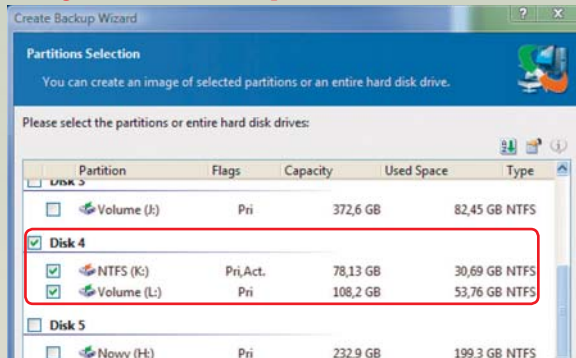 Create Backup Wizard
Partitions Selection
You can create an image of selected partitions or an entire hard disk drive.
Please select the partitions or entire hard disk drives:
Partition Flags Capacity Used Space Type
Disk 3
Volume (J:) Pri 372,6 GB 82,45 GB NTFS
Disk 4
NTFS (K:) Pri,Act. 78,13 GB 30,69 GB NTFS
Volume (L:) Pri 108,2 GB 53,76 GB NTFS
Disk 5
Nowy (H:) Pri 232,9 GB 199,3 GB NTFS